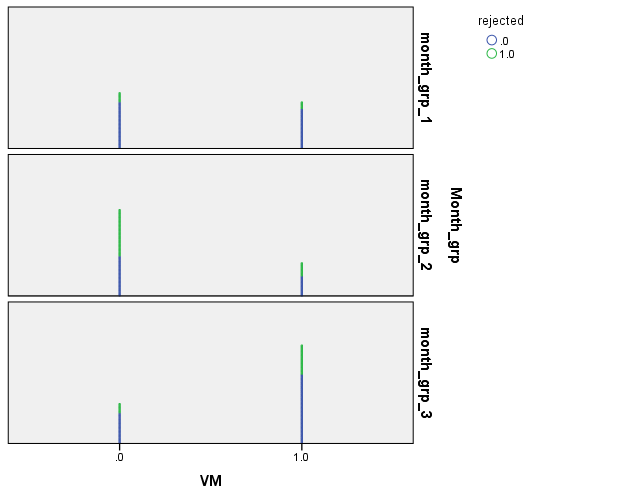 rejected
.0
1.0
month_grp_1
month_grp_2
month_grp_3
Month_grp
.0
1.0
VM